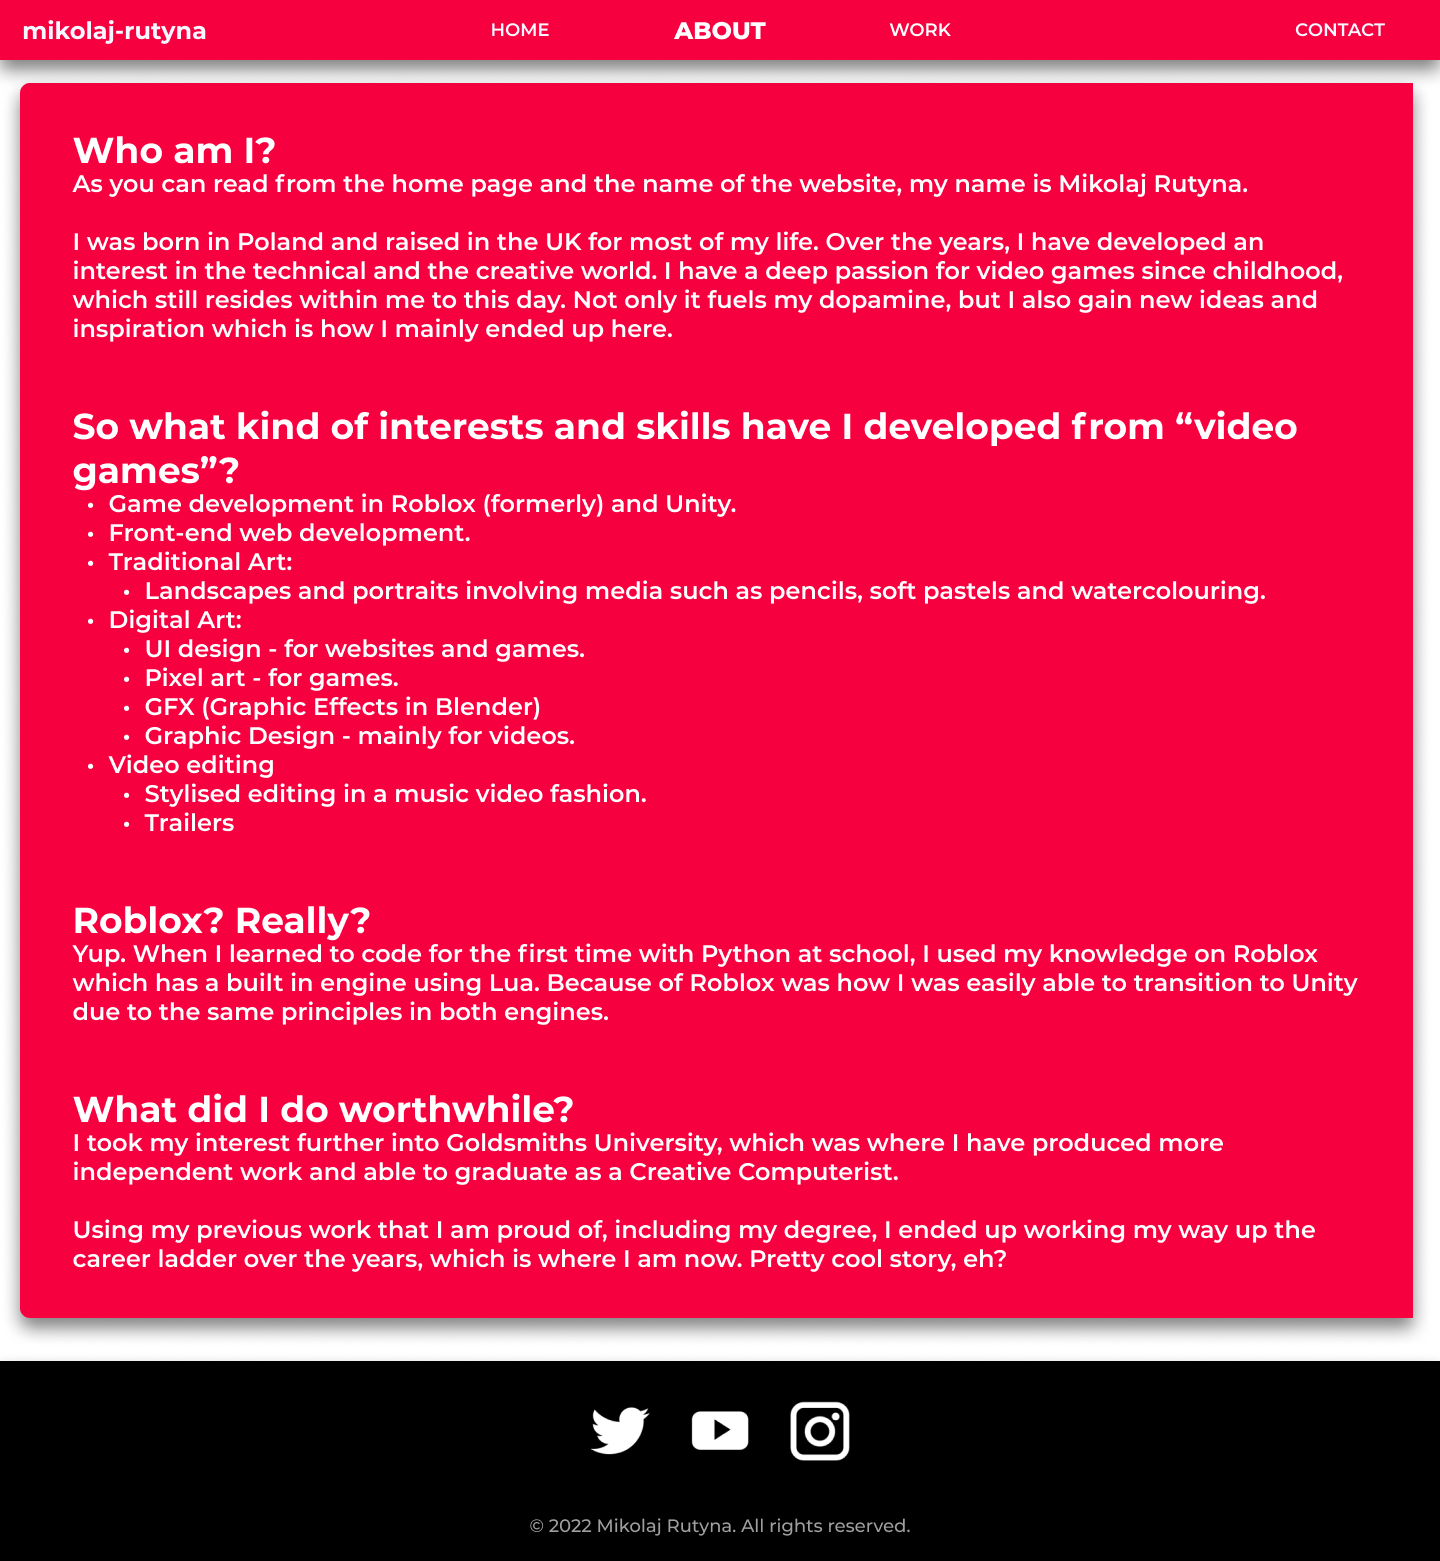 mikolaj-rutyna
HOME
ABOUT
WORK
CONTACT
Who am I?
As you can read from the home page and the name of the website, my name is Mikolaj Rutyna.
I was born in Poland and raised in the UK for most of my life. Over the years, I have developed an
interest in the technical and the creative world. I have a deep passion for video games since childhood,
which still resides within me to this day. Not only it fuels my dopamine, but I also gain new ideas and
inspiration which is how I mainly ended up here.
So what kind of interests and skills have I developed from “video
games”?
• Game development in Roblox (formerly) and Unity.
• Front-end web development.
• Traditional Art:
• Landscapes and portraits involving media such as pencils, soft pastels and watercolouring.
• Digital Art:
• UI design - for websites and games.
• Pixel art - for games.
• GFX (Graphic Effects in Blender)
• Graphic Design - mainly for videos.
• Video editing
• Stylised editing in a music video fashion.
• Trailers
Roblox? Really?
Yup. When I learned to code for the first time with Python at school, I used my knowledge on Roblox
which has a built in engine using Lua. Because of Roblox was how I was easily able to transition to Unity
due to the same principles in both engines.
What did I do worthwhile?
I took my interest further into Goldsmiths University, which was where I have produced more
independent work and able to graduate as a Creative Computerist.
Using my previous work that I am proud of, including my degree, I ended up working my way up the
career ladder over the years, which is where I am now. Pretty cool story, eh?
© 2022 Mikolaj Rutyna. All rights reserved.